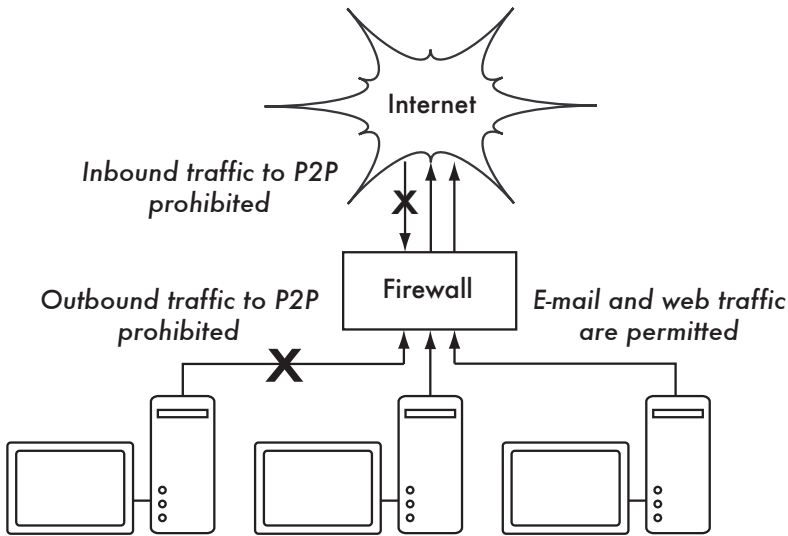 Internet
Inbound traffic to P2P
prohibited
Firewall
Outbound traffic to P2P
prohibited
E-mail and web traffic
are permitted